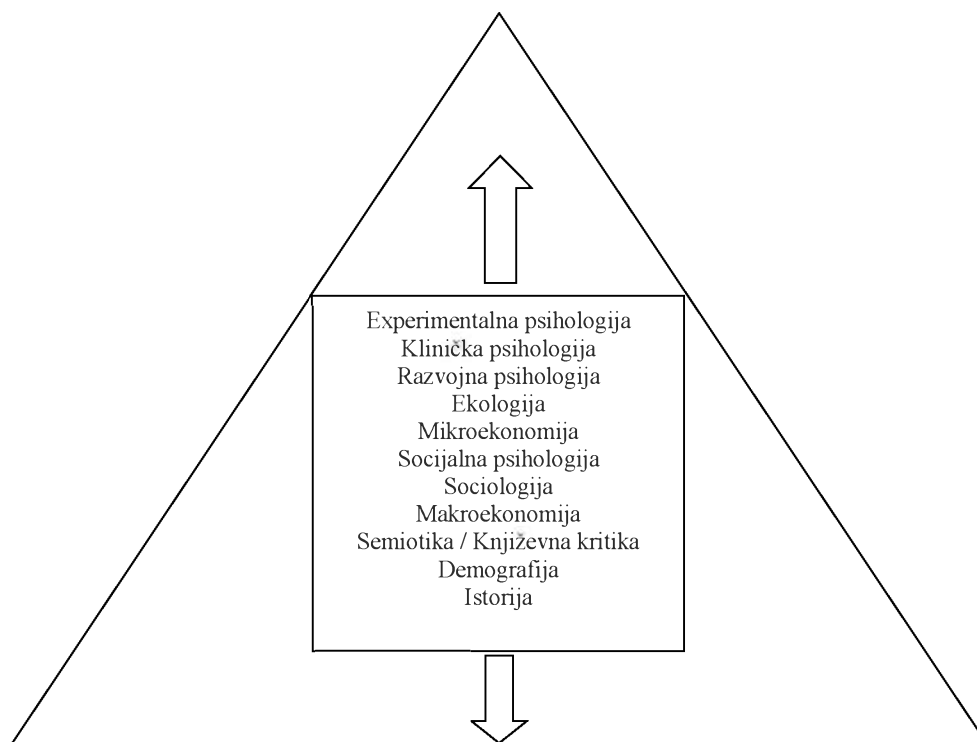 Experimentalna psihologija
Klinička psihologija
Razvojna psihologija
Ekologija
Mikroekonomija
Socijalna psihologija
Sociologija
Makroekonomija
Semiotika / Književna kritika
Demografija
Istorija